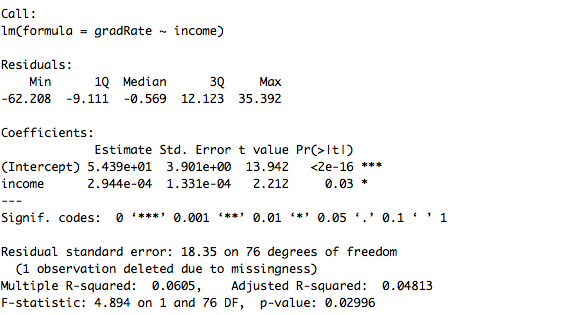 Call:
lm(formula = gradRate ~ income)
Residuals:
Min 1Q Median 3Q Max
-62.208 -9.111 -0.569 12.123 35.392
Coefficients:
Estimate Std. Error t value Pr(>|t|)
(Intercept) 5.439e+01 3.901e+00 13.942 <2e-16 ***
income 2.944e-04 1.331e-04 2.212 0.03 *
---
Signif. codes: 0 ‘***’ 0.001 ‘**’ 0.01 ‘*’ 0.05 ‘.’ 0.1 ‘ ’ 1
Residual standard error: 18.35 on 76 degrees of freedom
(1 observation deleted due to missingness)
Multiple R-squared: 0.0605, Adjusted R-squared: 0.04813
F-statistic: 4.894 on 1 and 76 DF, p-value: 0.02996